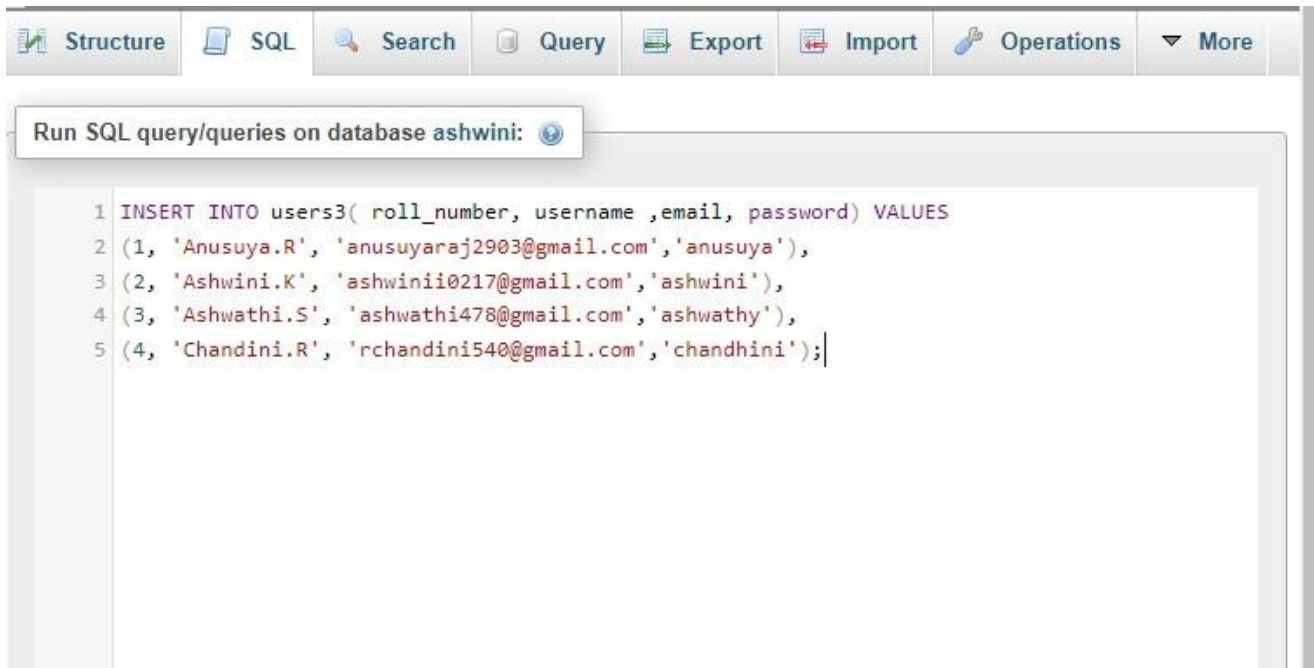 Structure SQL Search Query Export Import Operations More
Run SQL query/queries on database ashwini:
1 INSERT INTO users3( roll_number, username ,email, password) VALUES
2 (1, 'Anusuya.R', 'anusuyaraj2903@gmail.com','anusuya'),
3 (2, 'Ashwini.K', 'ashwinii0217@gmail.com','ashwini'),
4 (3, 'Ashwathi.S', 'ashwathi478@gmail.com','ashwathy'),
5 (4, 'Chandini.R', 'rchandini540@gmail.com','chandhini');